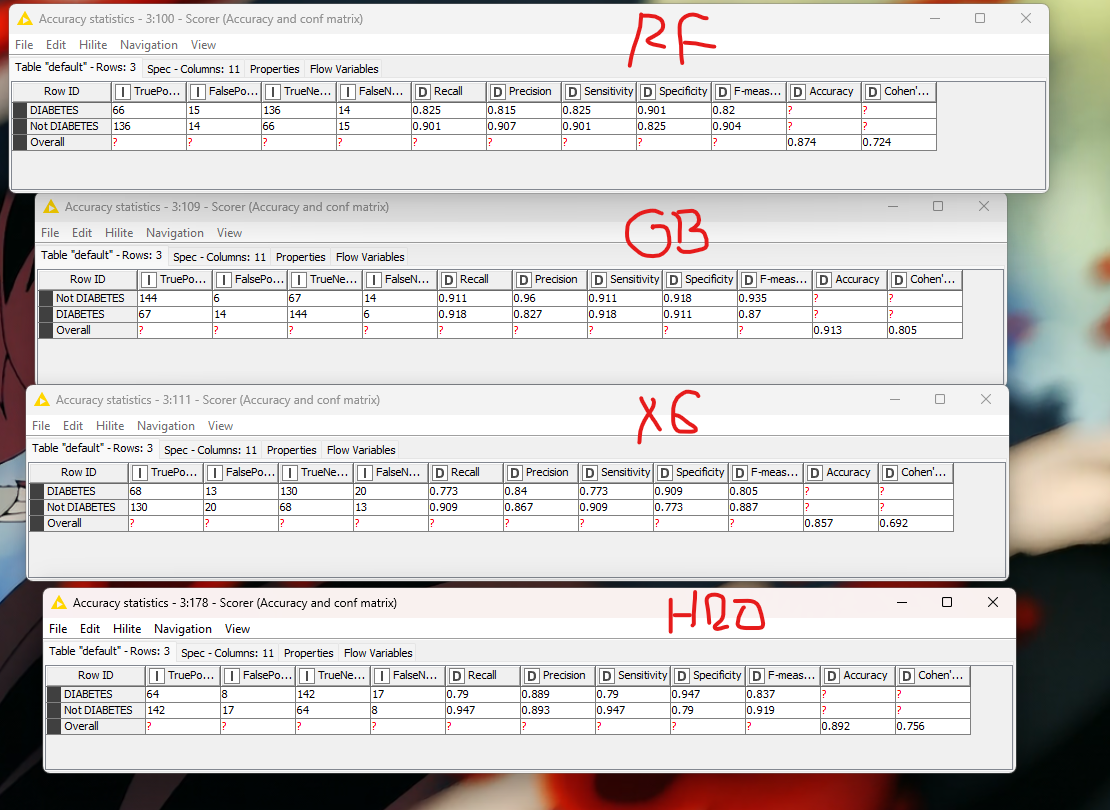 Accuracy statistics - 3:100 - Scorer (Accuracy and conf matrix)
RF
File Edit Hilite Navigation View
Table "default" - Rows: 3 Spec - Columns: 11 Properties Flow Variables
Row ID I TruePo... I FalsePo... I TrueNe... I FalseN... D Recall D Precision D Sensitivity D Specificity D F-meas... D Accuracy D Cohen'...
DIABETES 66 15 136 14 0.825 0.815 0.825 0.901 0.82 ? ?
Not DIABETES 136 14 66 15 0.901 0.907 0.901 0.825 0.904 ? ?
Overall ? ? ? ? ? ? ? ? ? 0.874 0.724
Accuracy statistics - 3:109 - Scorer (Accuracy and conf matrix)
GB
File Edit Hilite Navigation View
Table "default" - Rows: 3 Spec - Columns: 11 Properties Flow Variables
Row ID I TruePo... I FalsePo... I TrueNe... I FalseN... D Recall D Precision D Sensitivity D Specificity D F-meas... D Accuracy D Cohen'...
Not DIABETES 144 6 67 14 0.911 0.96 0.911 0.918 0.935 ? ?
DIABETES 67 14 144 6 0.918 0.827 0.918 0.911 0.87 ? ?
Overall ? ? ? ? ? ? ? ? ? 0.913 0.805
Accuracy statistics - 3:111 - Scorer (Accuracy and conf matrix)
XG
File Edit Hilite Navigation View
Table "default" - Rows: 3 Spec - Columns: 11 Properties Flow Variables
Row ID I TruePo... I FalsePo... I TrueNe... I FalseN... D Recall D Precision D Sensitivity D Specificity D F-meas... D Accuracy D Cohen'...
DIABETES 68 13 130 20 0.773 0.84 0.773 0.909 0.805 ? ?
Not DIABETES 130 20 68 13 0.909 0.867 0.909 0.773 0.887 ? ?
Overall ? ? ? ? ? ? ? ? ? 0.857 0.692
Accuracy statistics - 3:178 - Scorer (Accuracy and conf matrix)
File Edit Hilite Navigation View
Table "default" - Rows: 3 Spec - Columns: 11 Properties Flow Variables
Row ID I TruePo... I FalsePo... I TrueNe... I FalseN... D Recall D Precision D Sensitivity D Specificity D F-meas... D Accuracy D Cohen'...
DIABETES 64 8 142 17 0.79 0.889 0.79 0.947 0.837 ? ?
Not DIABETES 142 17 64 8 0.947 0.893 0.947 0.79 0.919 ? ?
Overall ? ? ? ? ? ? ? ? ? 0.892 0.756